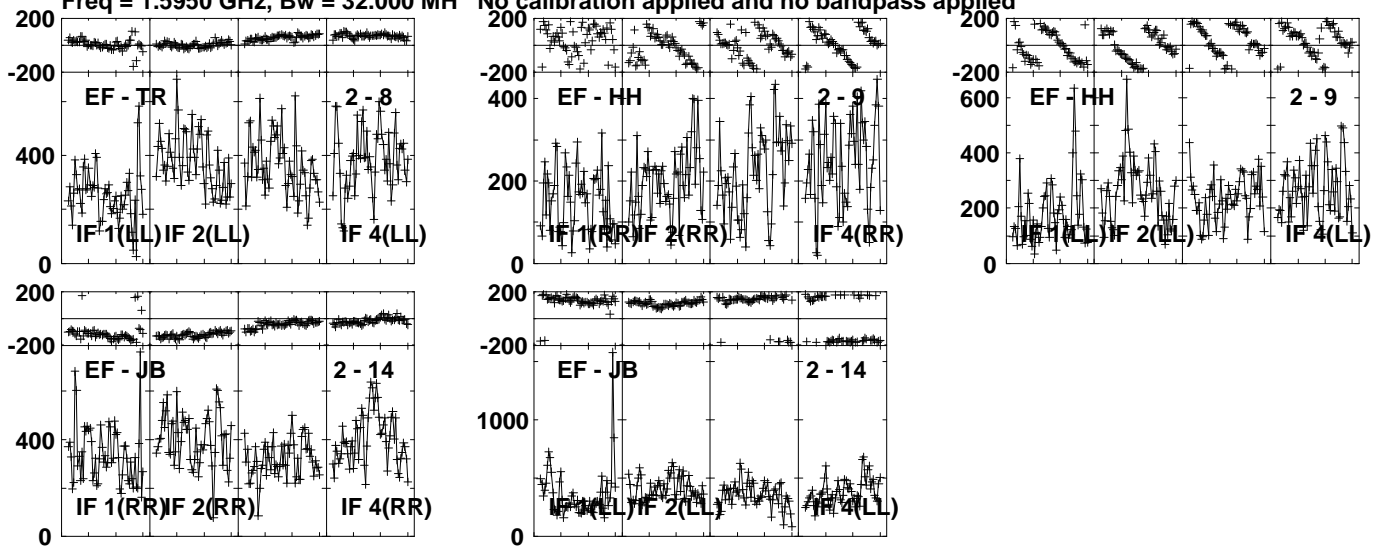 Freq = 1.5950 GHz, Bw = 32.000 MH No calibration applied and no bandpass applied
200
-200
EF - TR
2 - 8
400
0
IF 1(LL)
IF 2(LL)
IF 4(LL)
200
-200
EF - HH
2 - 9
400
200
0
IF 1(RR)
IF 2(RR)
IF 4(RR)
200
-200
600
EF - HH
2 - 9
400
200
0
IF 1(LL)
IF 2(LL)
IF 4(LL)
200
-200
EF - JB
2 - 14
400
0
IF 1(RR)
IF 2(RR)
IF 4(RR)
200
-200
EF - JB
2 - 14
1000
0
IF 1(LL)
IF 2(LL)
IF 4(LL)